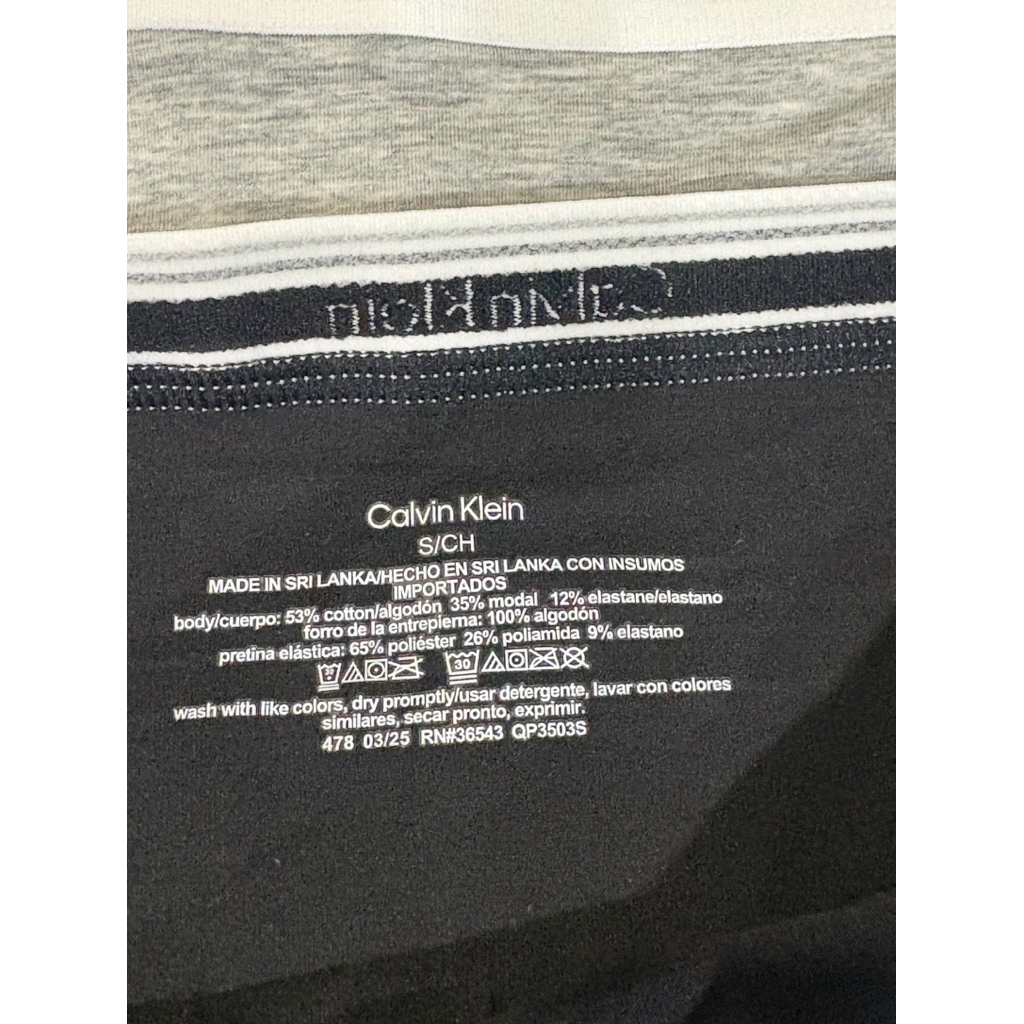 Calvin Klein
Calvin Klein
S/CH
MADE IN SRI LANKA/HECHO EN SRI LANKA CON INSUMOS
IMPORTADOS
body/cuerpo: 53% cotton/algodón 35% modal 12% elastane/elastano
forro de la entrepierna: 100% algodón
pretina elástica: 65% poliéster 26% poliamida 9% elastano
30
wash with like colors, dry promptly/usar detergente, lavar con colores
similares, secar pronto, exprimir.
478 03/25 RN#36543 QP3503S